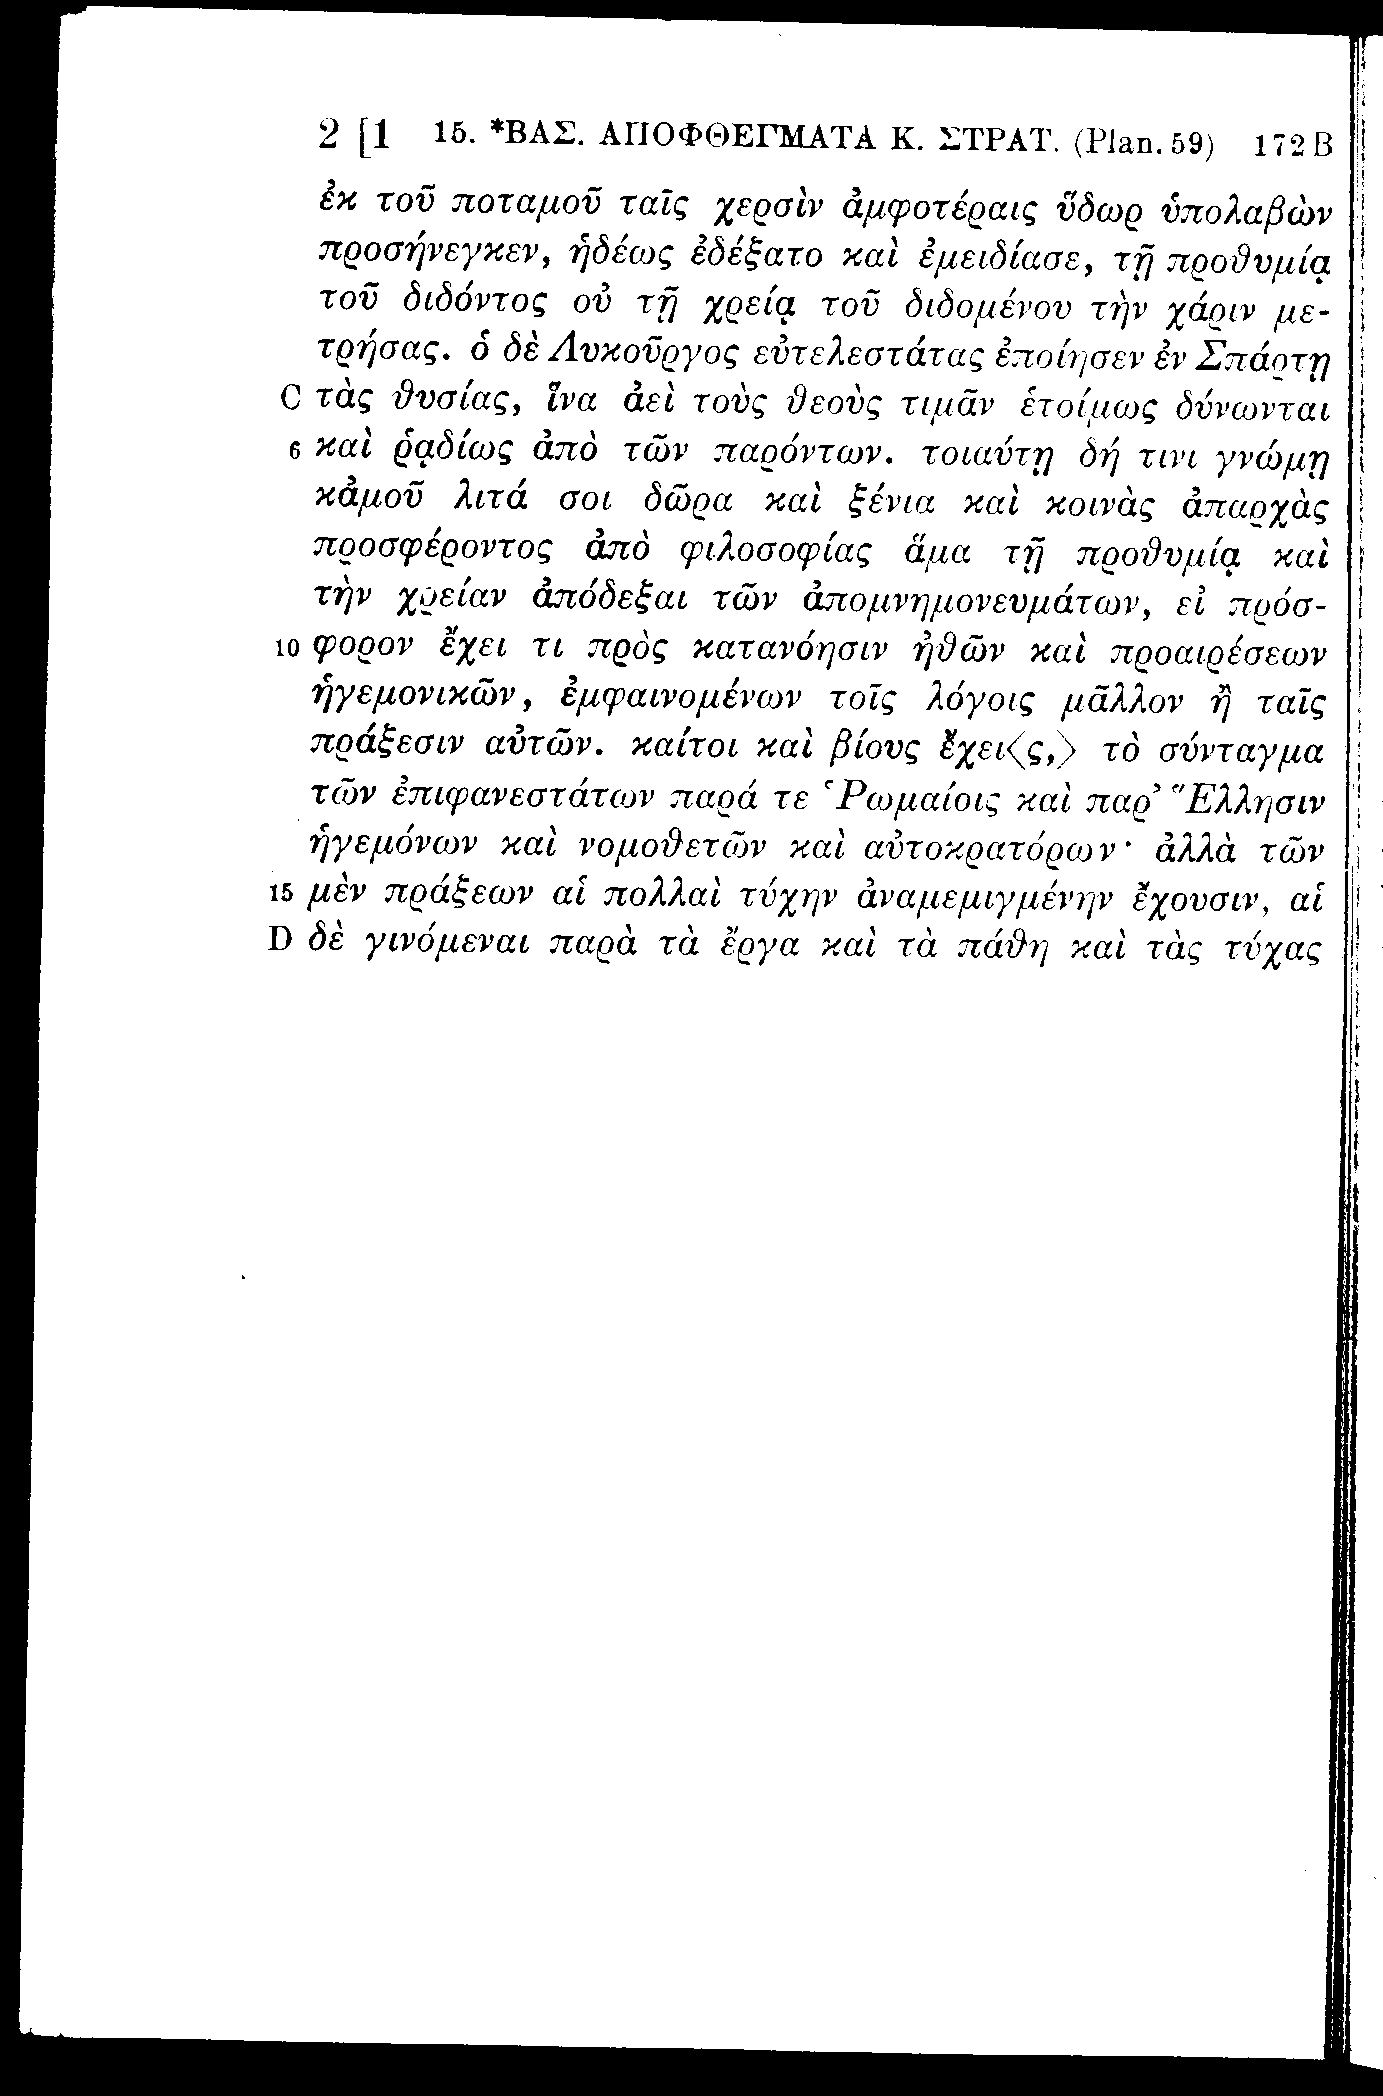 2 [1 15. *ΒΑΣ. ΑΠΟΦΘΕΓΜΑΤΑ Κ. ΣΤΡΑΤ. (Plan. 59) 172 B
ἐκ τοῦ ποταμοῦ ταῖς χερσὶν ἀμφοτέραις ὕδωρ ὑπολαβὼν
προσήνεγκεν, ἡδέως ἐδέξατο καὶ ἐμειδίασε, τῇ προθυμίᾳ
τοῦ διδόντος οὐ τῇ χρείᾳ τοῦ διδομένου τὴν χάριν με-
τρήσας. ὁ δὲ Λυκοῦργος εὐτελεστάτας ἐποίησεν ἐν Σπάρτῃ
C τὰς θυσίας, ἵνα ἀεὶ τοὺς θεοὺς τιμᾶν ἑτοίμως δύνωνται
6 καὶ ῥᾳδίως ἀπὸ τῶν παρόντων. τοιαύτῃ δή τινι γνώμῃ
κἀμοῦ λιτά σοι δῶρα καὶ ξένια καὶ κοινὰς ἀπαρχὰς
προσφέροντος ἀπὸ φιλοσοφίας ἅμα τῇ προθυμίᾳ καὶ
τὴν χρείαν ἀπόδεξαι τῶν ἀπομνημονευμάτων, εἰ πρόσ-
10 φορον ἔχει τι πρὸς κατανόησιν ἠθῶν καὶ προαιρέσεων
ἡγεμονικῶν, ἐμφαινομένων τοῖς λόγοις μᾶλλον ἢ ταῖς
πράξεσιν αὐτῶν. καίτοι καὶ βίους ἔχει⟨ς,⟩ τὸ σύνταγμα
τῶν ἐπιφανεστάτων παρά τε Ῥωμαίοις καὶ παρ’ Ἕλλησιν
ἡγεμόνων καὶ νομοθετῶν καὶ αὐτοκρατόρων· ἀλλὰ τῶν
15 μὲν πράξεων αἱ πολλαὶ τύχην ἀναμεμιγμένην ἔχουσιν, αἱ
D δὲ γινόμεναι παρὰ τὰ ἔργα καὶ τὰ πάθη καὶ τὰς τύχας